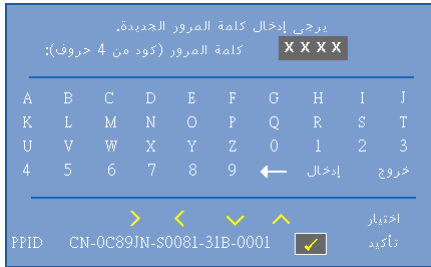 يرجى إدخال كلمة المرور الجديدة.
كلمة المرور (كود من 4 حروف): X X X X
A B C D E F G H I J
K L M N O P Q R S T
U V W X Y Z 0 1 2 3
4 5 6 7 8 9 ← إدخال خروج
اختيار
PPID CN-0C89JN-S0081-31B-0001 ✓ تأكيد